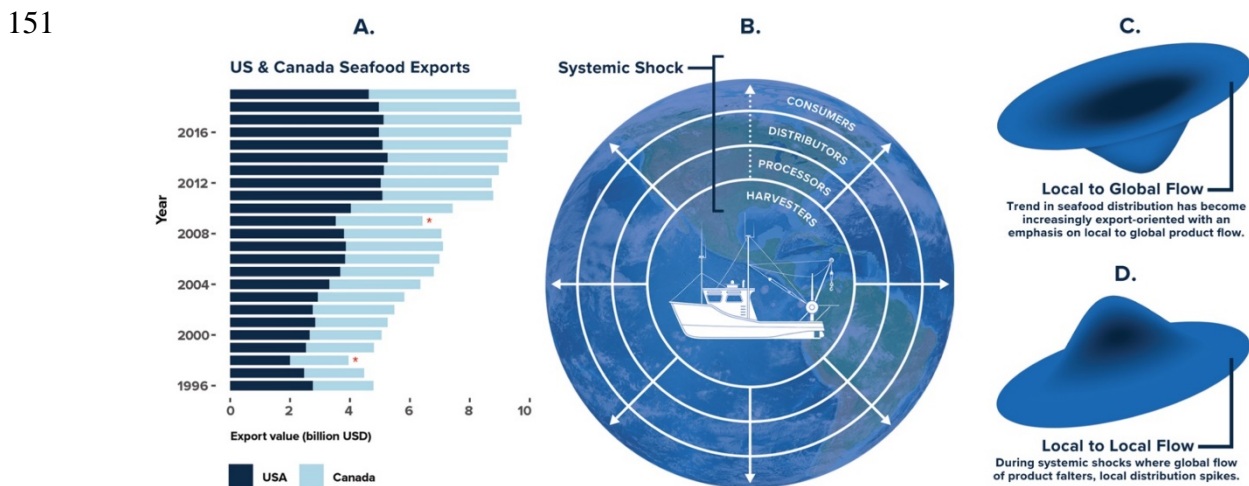 151
A.
US & Canada Seafood Exports
2016
2012
2008
2004
2000
1996
Year
*
*
0 2 4 6 8 10
Export value (billion USD)
USA Canada
B.
Systemic Shock
CONSUMERS
DISTRIBUTORS
PROCESSORS
HARVESTERS
C.
Local to Global Flow
Trend in seafood distribution has become
increasingly export-oriented with an
emphasis on local to global product flow.
D.
Local to Local Flow
During systemic shocks where global flow
of product falters, local distribution spikes.